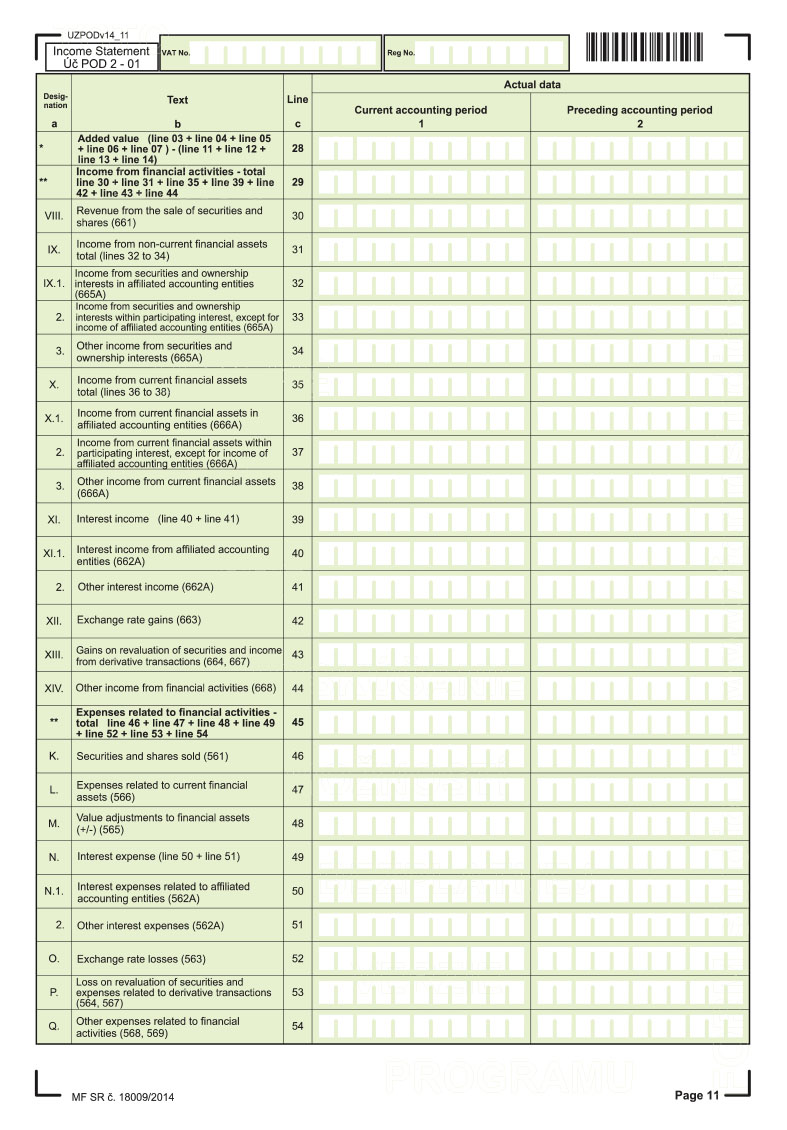 UZPODv14_11
Income Statement
Úč POD 2 - 01
VAT No.
Reg No.
Desig-
nation
Text
Line
Actual data
Current accounting period
Preceding accounting period
a
b
c
1
2
*
Added value (line 03 + line 04 + line 05
+ line 06 + line 07 ) - (line 11 + line 12 +
line 13 + line 14)
28
**
Income from financial activities - total
line 30 + line 31 + line 35 + line 39 + line
42 + line 43 + line 44
29
VIII.
Revenue from the sale of securities and
shares (661)
30
IX.
Income from non-current financial assets
total (lines 32 to 34)
31
IX.1.
Income from securities and ownership
interests in affiliated accounting entities
(665A)
32
2.
Income from securities and ownership
interests within participating interest, except for
income of affiliated accounting entities (665A)
33
3.
Other income from securities and
ownership interests (665A)
34
X.
Income from current financial assets
total (lines 36 to 38)
35
X.1.
Income from current financial assets in
affiliated accounting entities (666A)
36
2.
Income from current financial assets within
participating interest, except for income of
affiliated accounting entities (666A)
37
3.
Other income from current financial assets
(666A)
38
XI.
Interest income (line 40 + line 41)
39
XI.1.
Interest income from affiliated accounting
entities (662A)
40
2.
Other interest income (662A)
41
XII.
Exchange rate gains (663)
42
XIII.
Gains on revaluation of securities and income
from derivative transactions (664, 667)
43
XIV.
Other income from financial activities (668)
44
**
Expenses related to financial activities -
total line 46 + line 47 + line 48 + line 49
+ line 52 + line 53 + line 54
45
K.
Securities and shares sold (561)
46
L.
Expenses related to current financial
assets (566)
47
M.
Value adjustments to financial assets
(+/-) (565)
48
N.
Interest expense (line 50 + line 51)
49
N.1.
Interest expenses related to affiliated
accounting entities (562A)
50
2.
Other interest expenses (562A)
51
O.
Exchange rate losses (563)
52
P.
Loss on revaluation of securities and
expenses related to derivative transactions
(564, 567)
53
Q.
Other expenses related to financial
activities (568, 569)
54
PROGRAMU
MF SR č. 18009/2014
Page 11